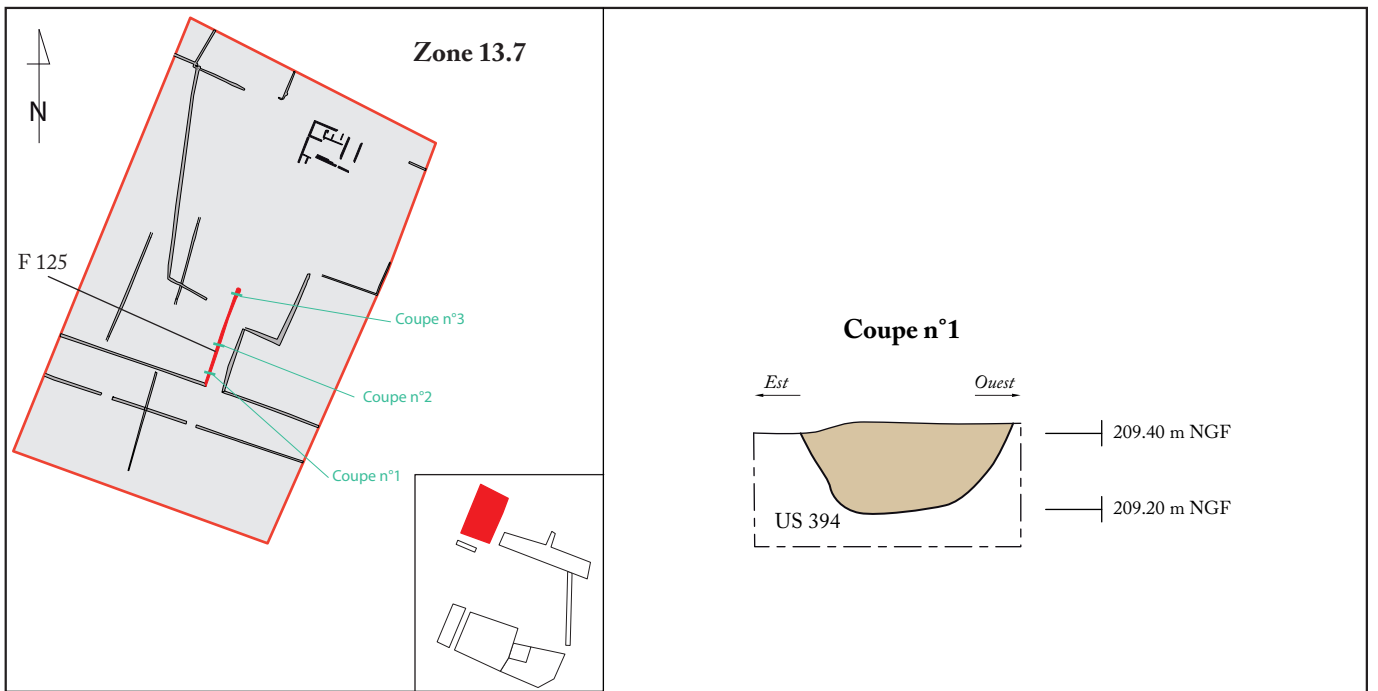 Zone 13.7
N
F 125
Coupe n°3
Coupe n°2
Coupe n°1
Coupe n°1
Est
Ouest
209.40 m NGF
209.20 m NGF
US 394